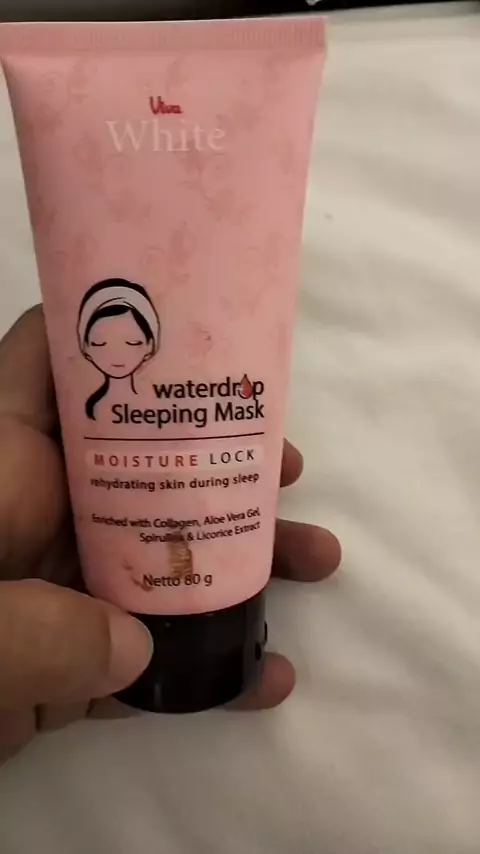 Viva
White
waterdrop
Sleeping Mask
MOISTURE LOCK
rehydrating skin during sleep
Enriched with Collagen, Aloe Vera Gel,
Spirulina & Licorice Extract
Netto 80 g